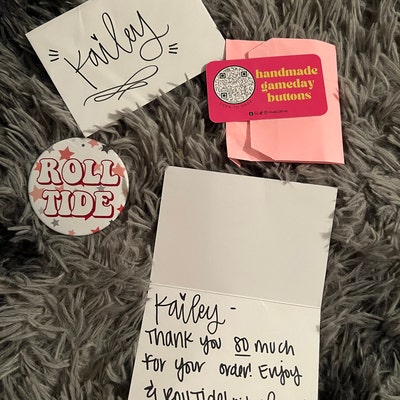 Kailey
handmade
gameday
buttons
ROLL
TIDE
Kailey -
Thank you so much
for your order! Enjoy
& Roll Tide!